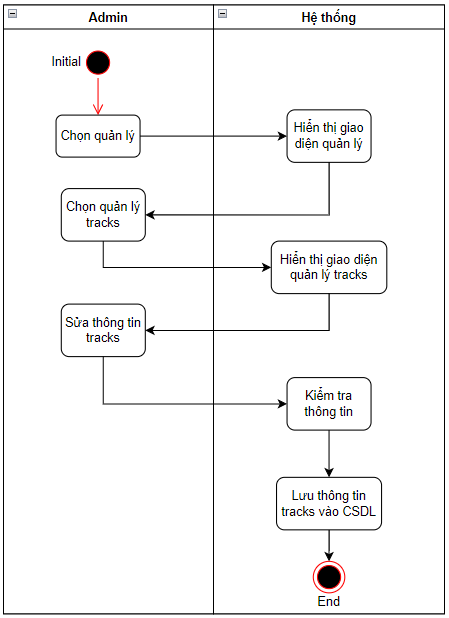 Admin
Hệ thống
Initial
Chọn quản lý
Hiển thị giao
diện quản lý
Chọn quản lý
tracks
Hiển thị giao diện
quản lý tracks
Sửa thông tin
tracks
Kiểm tra
thông tin
Lưu thông tin
tracks vào CSDL
End